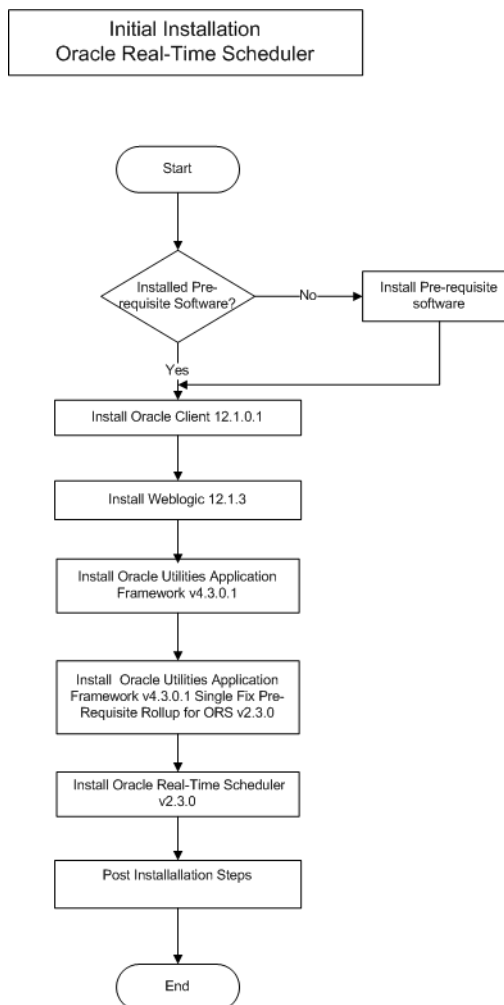 Initial Installation
Oracle Real-Time Scheduler
Start
Installed Pre-
requisite Software?
No
Install Pre-requisite
software
Yes
Install Oracle Client 12.1.0.1
Install Weblogic 12.1.3
Install Oracle Utilities Application
Framework v4.3.0.1
Install Oracle Utilities Application
Framework v4.3.0.1 Single Fix Pre-
Requisite Rollup for ORS v2.3.0
Install Oracle Real-Time Scheduler
v2.3.0
Post Installallation Steps
End